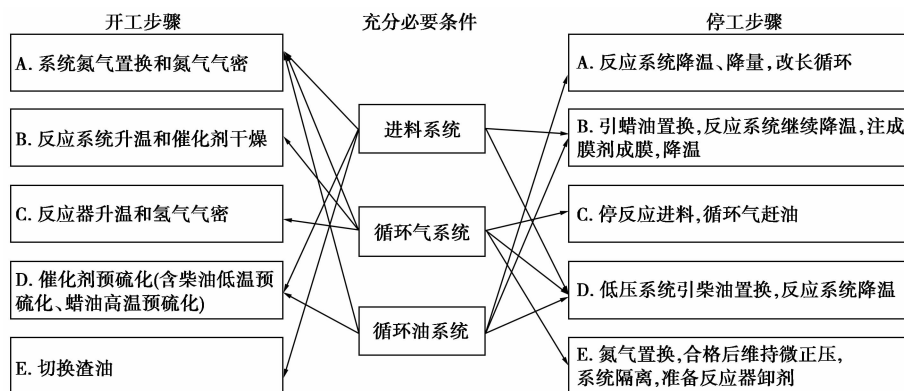 开工步骤
充分必要条件
停工步骤
A. 系统氮气置换和氮气气密
B. 反应系统升温和催化剂干燥
C. 反应器升温和氢气气密
D. 催化剂预硫化(含柴油低温预
硫化、蜡油高温预硫化)
E. 切换渣油
进料系统
循环气系统
循环油系统
A. 反应系统降温、降量,改长循环
B. 引蜡油置换,反应系统继续降温,注成
膜剂成膜,降温
C. 停反应进料,循环气赶油
D. 低压系统引柴油置换,反应系统降温
E. 氮气置换,合格后维持微正压,
系统隔离,准备反应器卸剂